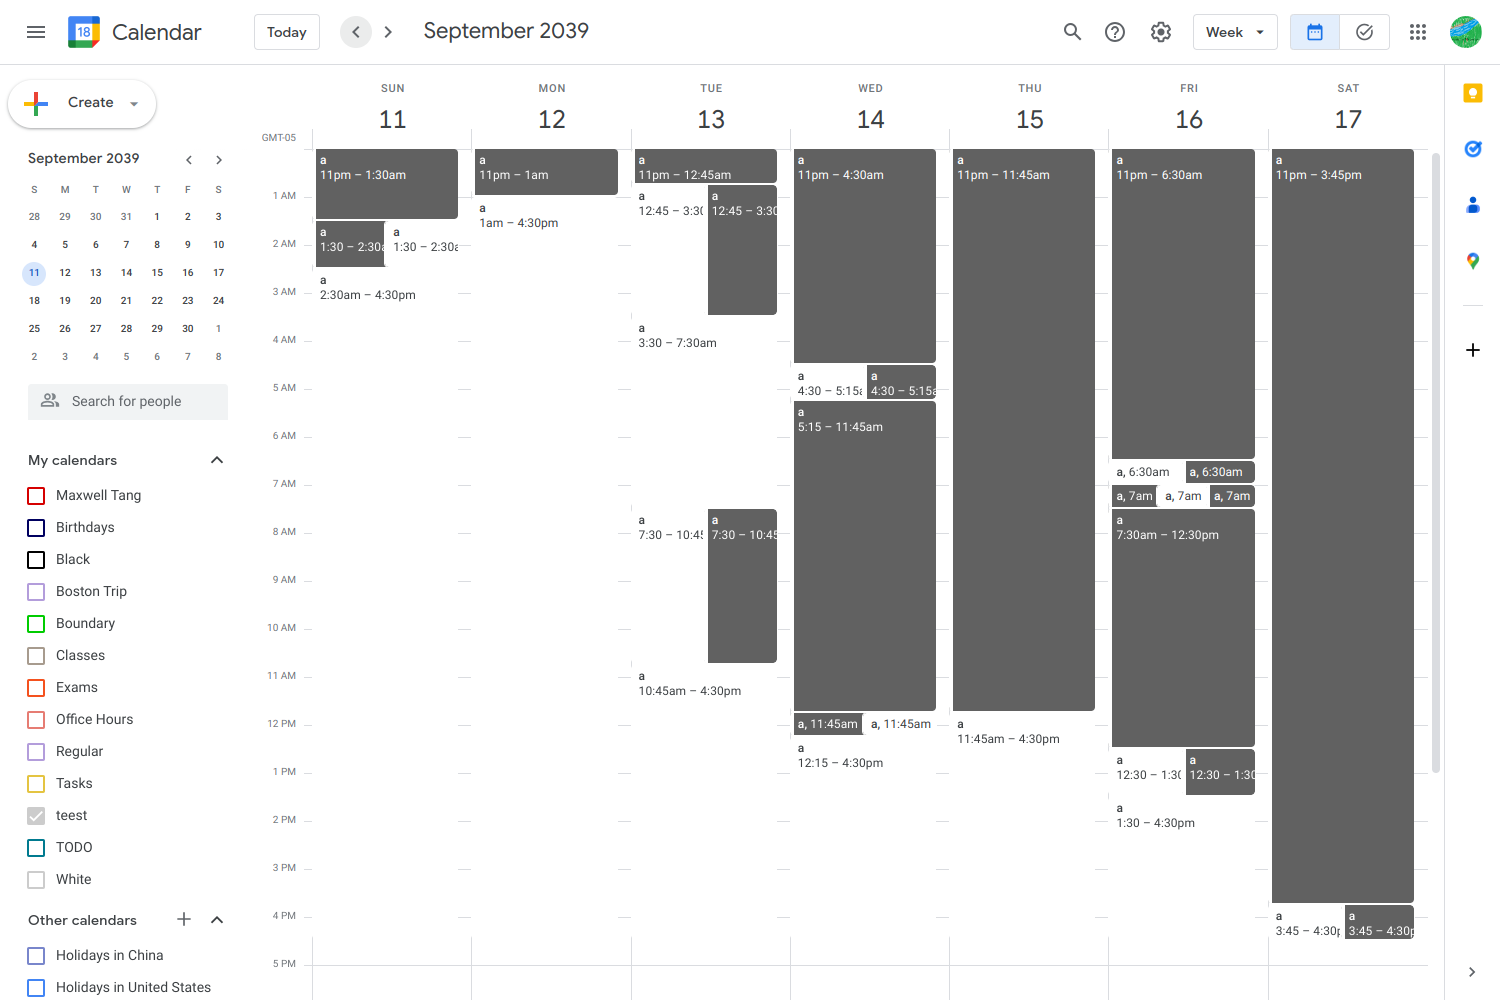 18 Calendar Today September 2039 Week
Create
September 2039
S M T W T F S
28 29 30 31 1 2 3
4 5 6 7 8 9 10
11 12 13 14 15 16 17
18 19 20 21 22 23 24
25 26 27 28 29 30 1
2 3 4 5 6 7 8
Search for people
My calendars
Maxwell Tang
Birthdays
Black
Boston Trip
Boundary
Classes
Exams
Office Hours
Regular
Tasks
teest
TODO
White
Other calendars
Holidays in China
Holidays in United States
SUN MON TUE WED THU FRI SAT
11 12 13 14 15 16 17
GMT-05
1 AM
2 AM
3 AM
4 AM
5 AM
6 AM
7 AM
8 AM
9 AM
10 AM
11 AM
12 PM
1 PM
2 PM
3 PM
4 PM
5 PM
a
11pm – 1:30am
a
1:30 – 2:30a
a
1:30 – 2:30a
a
2:30am – 4:30pm
a
11pm – 1am
a
1am – 4:30pm
a
11pm – 12:45am
a
12:45 – 3:30
a
12:45 – 3:30
a
3:30 – 7:30am
a
7:30 – 10:45
a
7:30 – 10:45
a
10:45am – 4:30pm
a
11pm – 4:30am
a
4:30 – 5:15a
a
4:30 – 5:15a
a
5:15 – 11:45am
a, 11:45am
a, 11:45am
a
12:15 – 4:30pm
a
11pm – 11:45am
a
11:45am – 4:30pm
a
11pm – 6:30am
a, 6:30am
a, 6:30am
a, 7am
a, 7am
a, 7am
a
7:30am – 12:30pm
a
12:30 – 1:30
a
12:30 – 1:30
a
1:30 – 4:30pm
a
11pm – 3:45pm
a
3:45 – 4:30p
a
3:45 – 4:30p